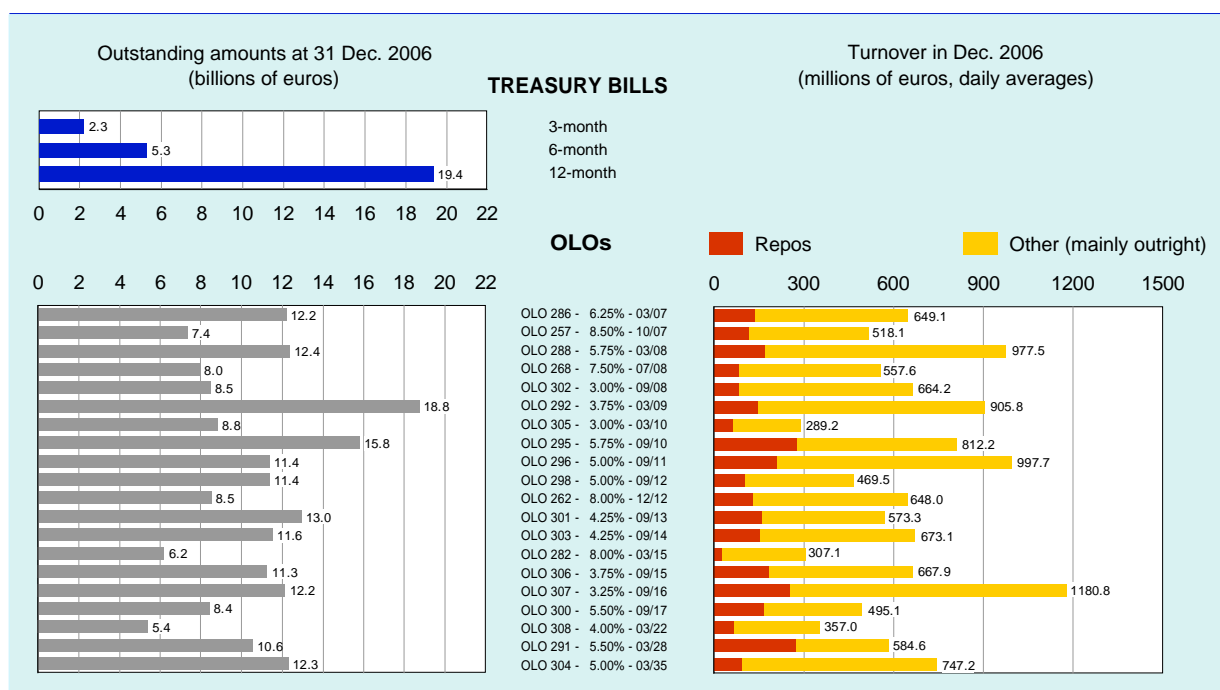 Outstanding amounts at 31 Dec. 2006
(billions of euros)
Turnover in Dec. 2006
(millions of euros, daily averages)
TREASURY BILLS
2.3
3-month
5.3
6-month
19.4
12-month
0 2 4 6 8 10 12 14 16 18 20 22
OLOs
Repos
Other (mainly outright)
0 2 4 6 8 10 12 14 16 18 20 22
0 300 600 900 1200 1500
12.2 OLO 286 - 6.25% - 03/07 649.1
7.4 OLO 257 - 8.50% - 10/07 518.1
12.4 OLO 288 - 5.75% - 03/08 977.5
8.0 OLO 268 - 7.50% - 07/08 557.6
8.5 OLO 302 - 3.00% - 09/08 664.2
18.8 OLO 292 - 3.75% - 03/09 905.8
8.8 OLO 305 - 3.00% - 03/10 289.2
15.8 OLO 295 - 5.75% - 09/10 812.2
11.4 OLO 296 - 5.00% - 09/11 997.7
11.4 OLO 298 - 5.00% - 09/12 469.5
8.5 OLO 262 - 8.00% - 12/12 648.0
13.0 OLO 301 - 4.25% - 09/13 573.3
11.6 OLO 303 - 4.25% - 09/14 673.1
6.2 OLO 282 - 8.00% - 03/15 307.1
11.3 OLO 306 - 3.75% - 09/15 667.9
12.2 OLO 307 - 3.25% - 09/16 1180.8
8.4 OLO 300 - 5.50% - 09/17 495.1
5.4 OLO 308 - 4.00% - 03/22 357.0
10.6 OLO 291 - 5.50% - 03/28 584.6
12.3 OLO 304 - 5.00% - 03/35 747.2